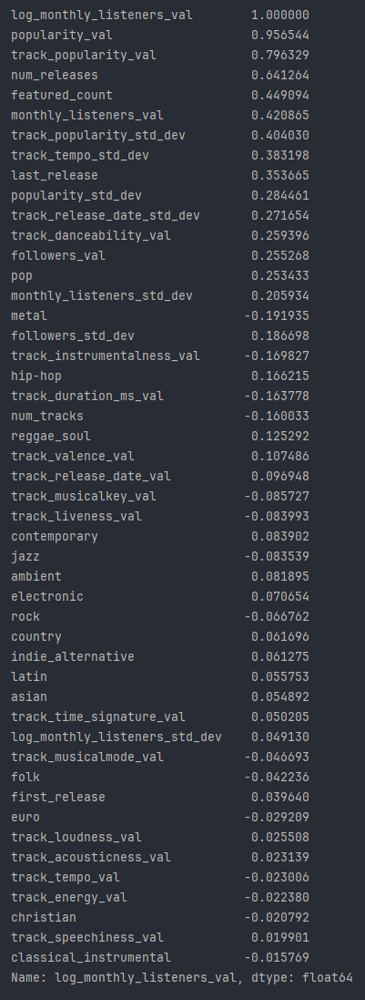 log_monthly_listeners_val 1.000000
popularity_val 0.956544
track_popularity_val 0.796329
num_releases 0.641264
featured_count 0.449094
monthly_listeners_val 0.420865
track_popularity_std_dev 0.404030
track_tempo_std_dev 0.383198
last_release 0.353665
popularity_std_dev 0.284461
track_release_date_std_dev 0.271654
track_danceability_val 0.259396
followers_val 0.255268
pop 0.253433
monthly_listeners_std_dev 0.205934
metal -0.191935
followers_std_dev 0.186698
track_instrumentalness_val -0.169827
hip-hop 0.166215
track_duration_ms_val -0.163778
num_tracks -0.160033
reggae_soul 0.125292
track_valence_val 0.107486
track_release_date_val 0.096948
track_musicalkey_val -0.085727
track_liveness_val -0.083993
contemporary 0.083902
jazz -0.083539
ambient 0.081895
electronic 0.070654
rock -0.066762
country 0.061696
indie_alternative 0.061275
latin 0.055753
asian 0.054892
track_time_signature_val 0.050205
log_monthly_listeners_std_dev 0.049130
track_musicalmode_val -0.046693
folk -0.042236
first_release 0.039640
euro -0.029209
track_loudness_val 0.025508
track_acousticness_val 0.023139
track_tempo_val -0.023006
track_energy_val -0.022380
christian -0.020792
track_speechiness_val 0.019901
classical_instrumental -0.015769
Name: log_monthly_listeners_val, dtype: float64